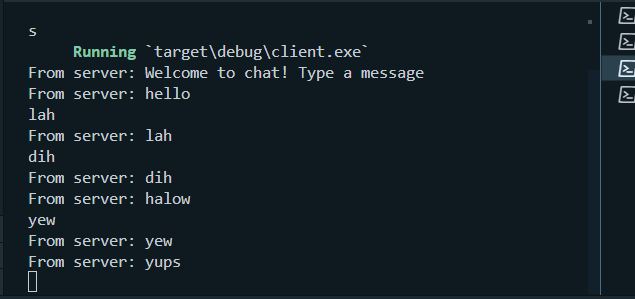 s
Running `target\debug\client.exe`
From server: Welcome to chat! Type a message
From server: hello
lah
From server: lah
dih
From server: dih
From server: halow
yew
From server: yew
From server: yups